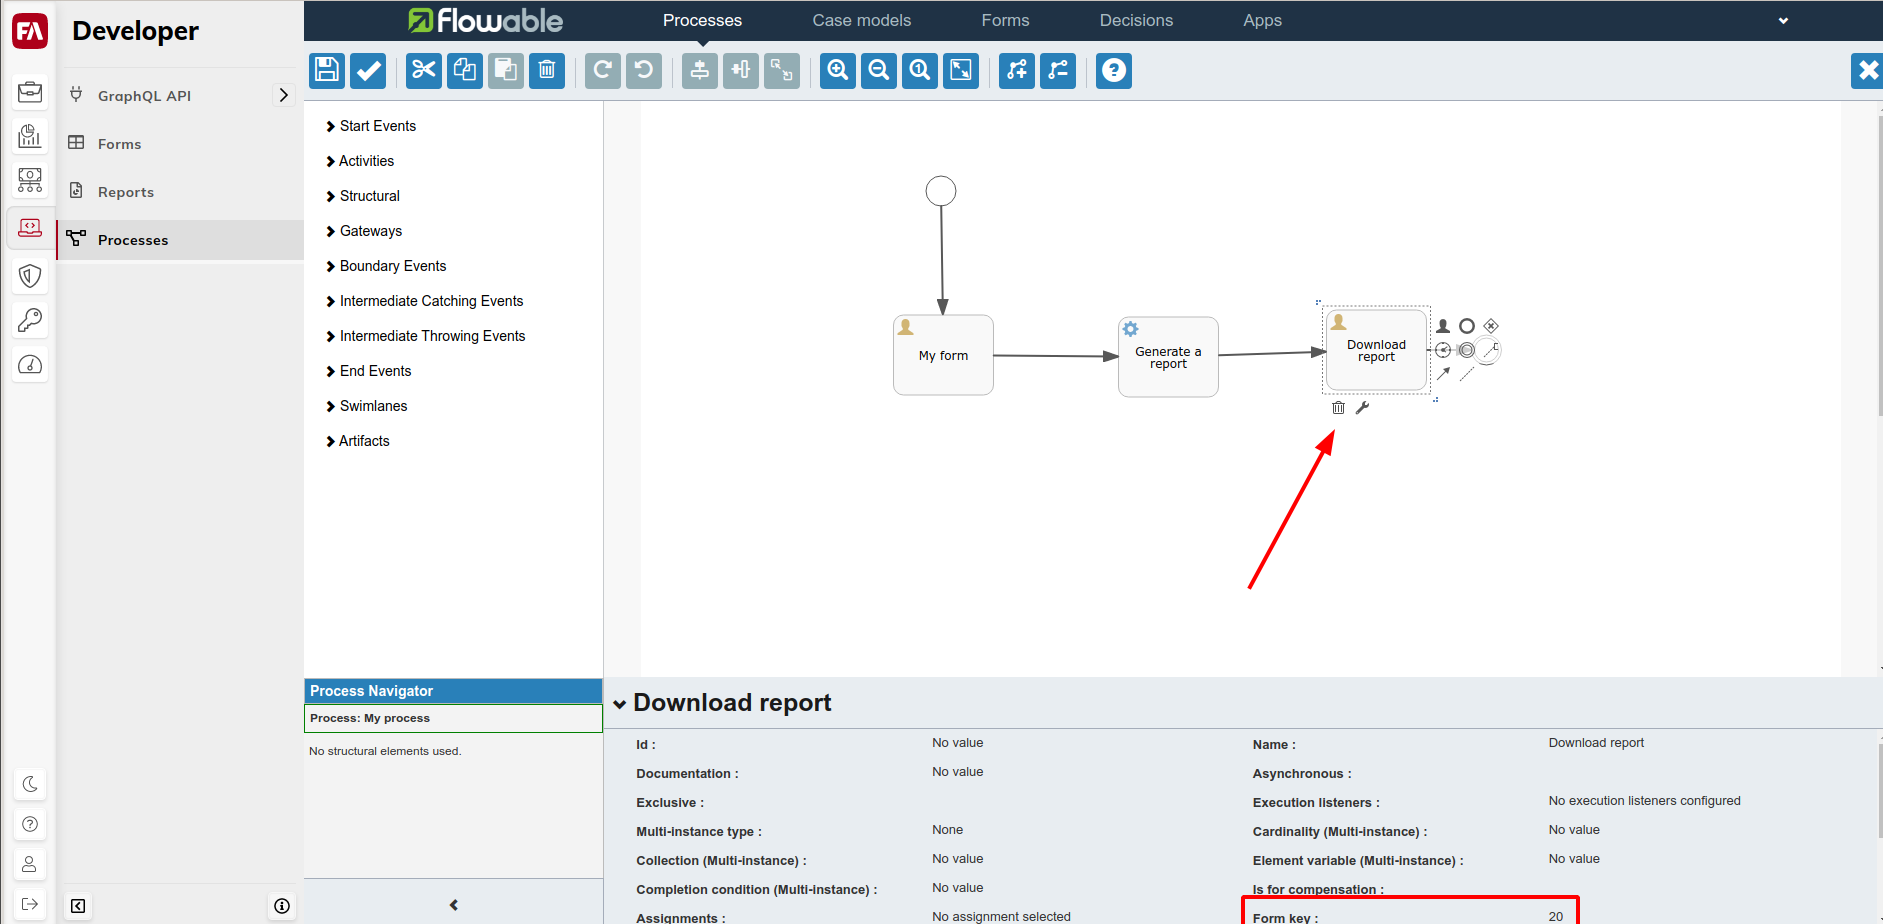 FA
Developer
GraphQL API
Forms
Reports
Processes
flowable
Processes
Case models
Forms
Decisions
Apps
Start Events
Activities
Structural
Gateways
Boundary Events
Intermediate Catching Events
Intermediate Throwing Events
End Events
Swimlanes
Artifacts
My form
Generate a
report
Download
report
Process Navigator
Process: My process
No structural elements used.
Download report
Id : No value
Name : Download report
Documentation : No value
Asynchronous :
Exclusive :
Execution listeners : No execution listeners configured
Multi-instance type : None
Cardinality (Multi-instance) : No value
Collection (Multi-instance) : No value
Element variable (Multi-instance) : No value
Completion condition (Multi-instance) : No value
Is for compensation :
Assignments : No assignment selected
Form key : 20